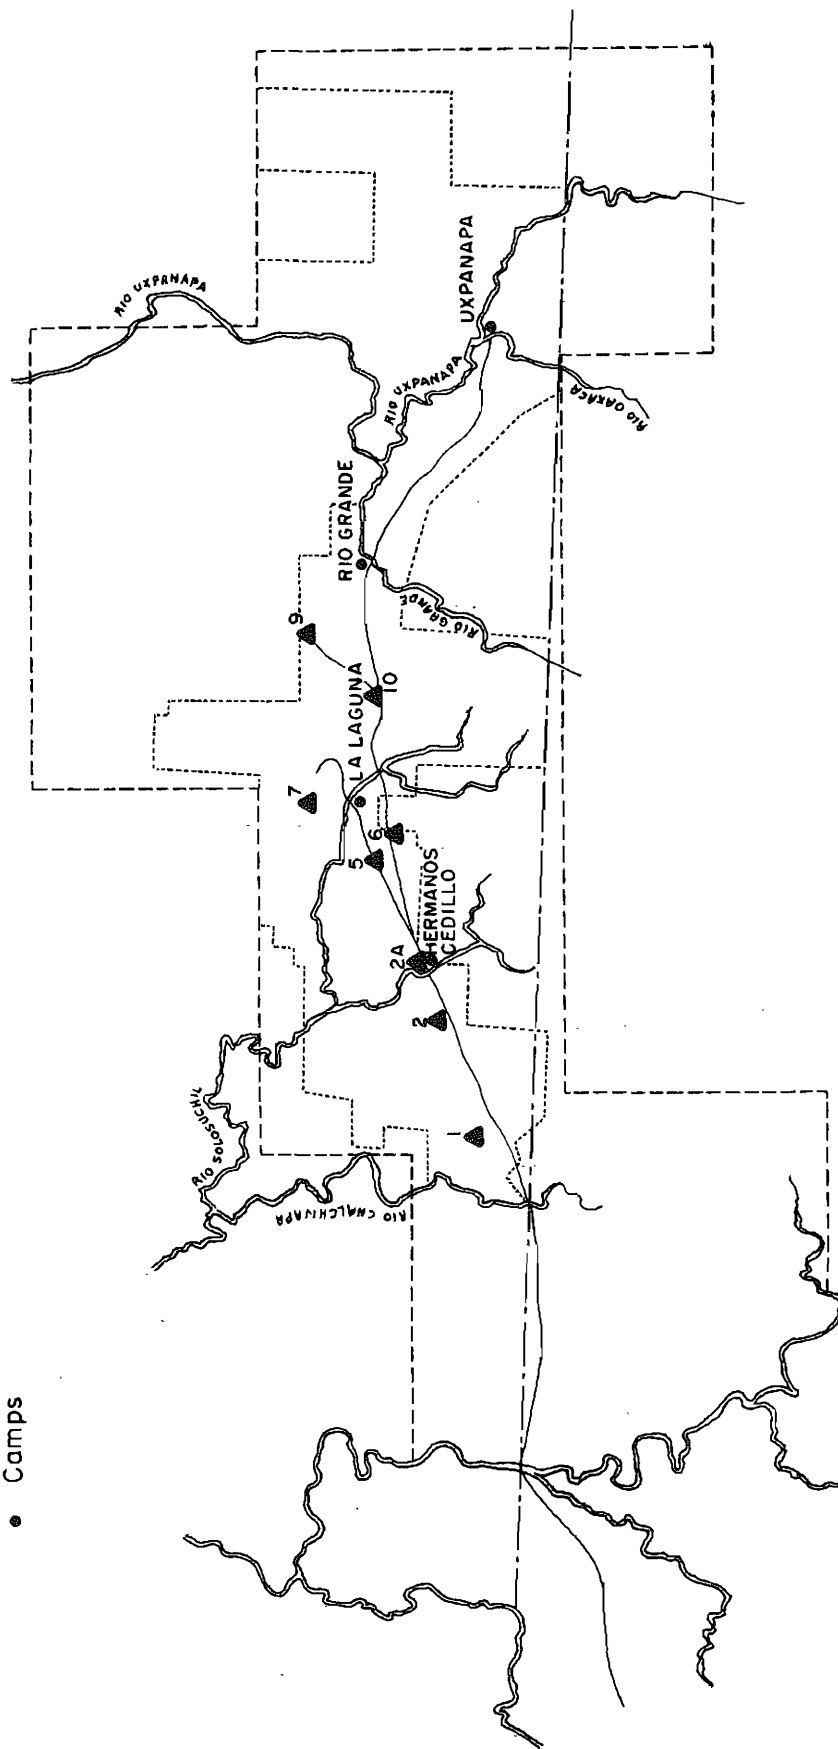 ● Camps
RIO UXPANAPA
UXPANAPA
RIO UXPANAPA
RIO OAXACA
RIO GRANDE
RIO GRANDE
9
10
LA LAGUNA
7
6
5
HERMANOS
CEDILLO
2A
2
1
RIO SOLOSUCHIL
RIO CHALCHIJAPA